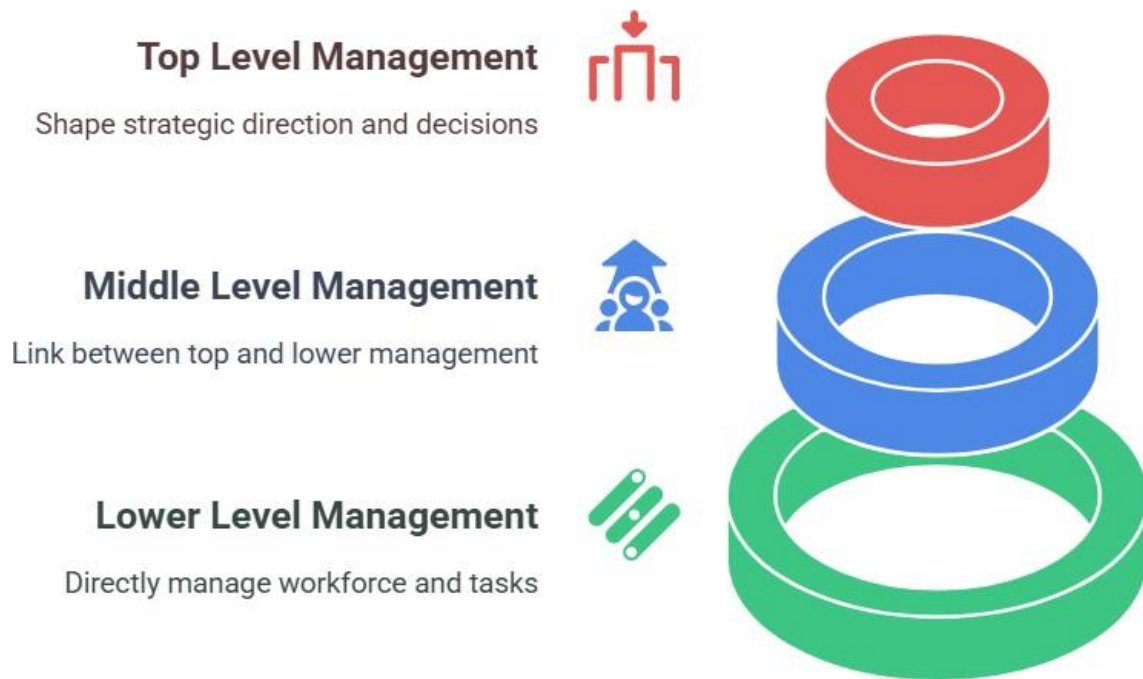 Top Level Management
Shape strategic direction and decisions
Middle Level Management
Link between top and lower management
Lower Level Management
Directly manage workforce and tasks